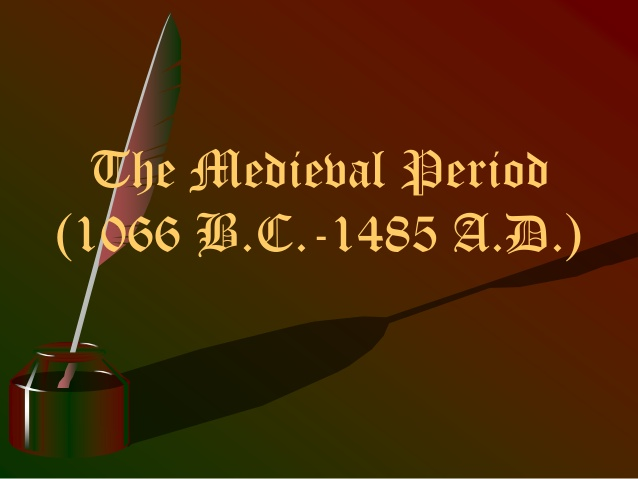 The Medieval Period
(1066 B.C.-1485 A.D.)